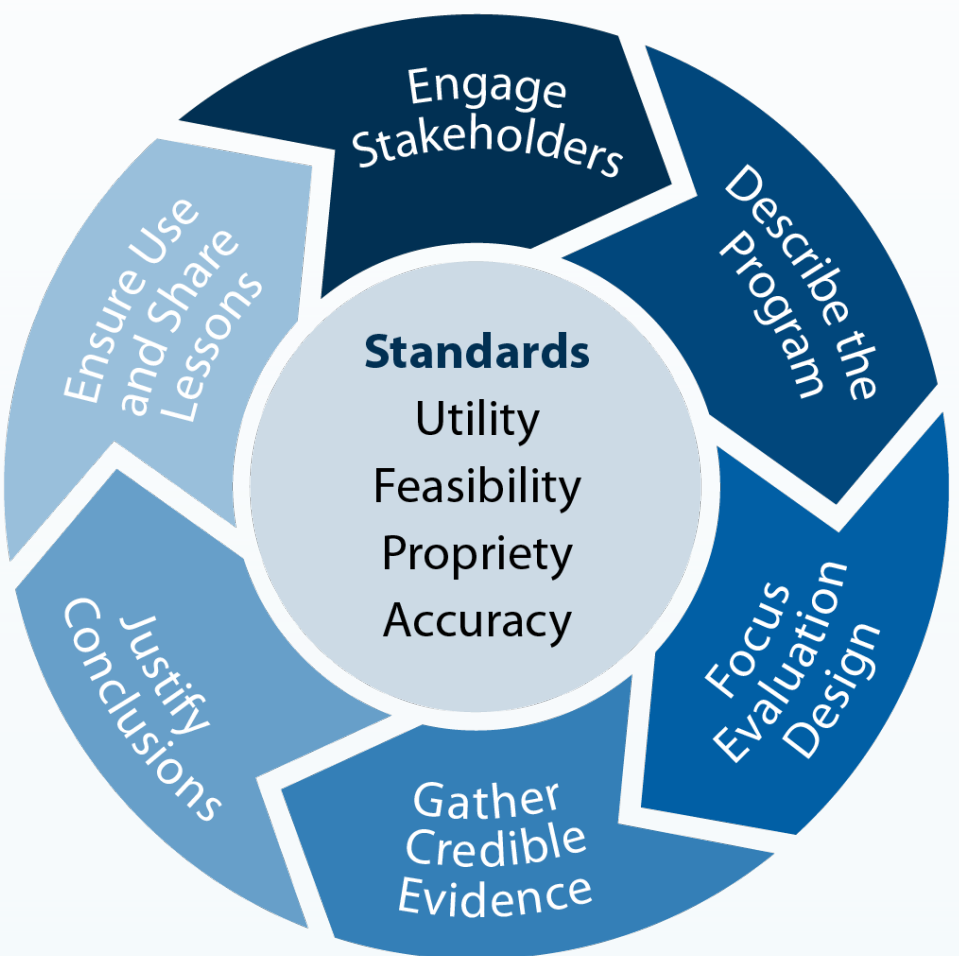 Engage
Stakeholders
Describe the
Program
Focus
Evaluation
Design
Gather
Credible
Evidence
Justify
Conclusions
Ensure Use
and Share
Lessons
Standards
Utility
Feasibility
Propriety
Accuracy